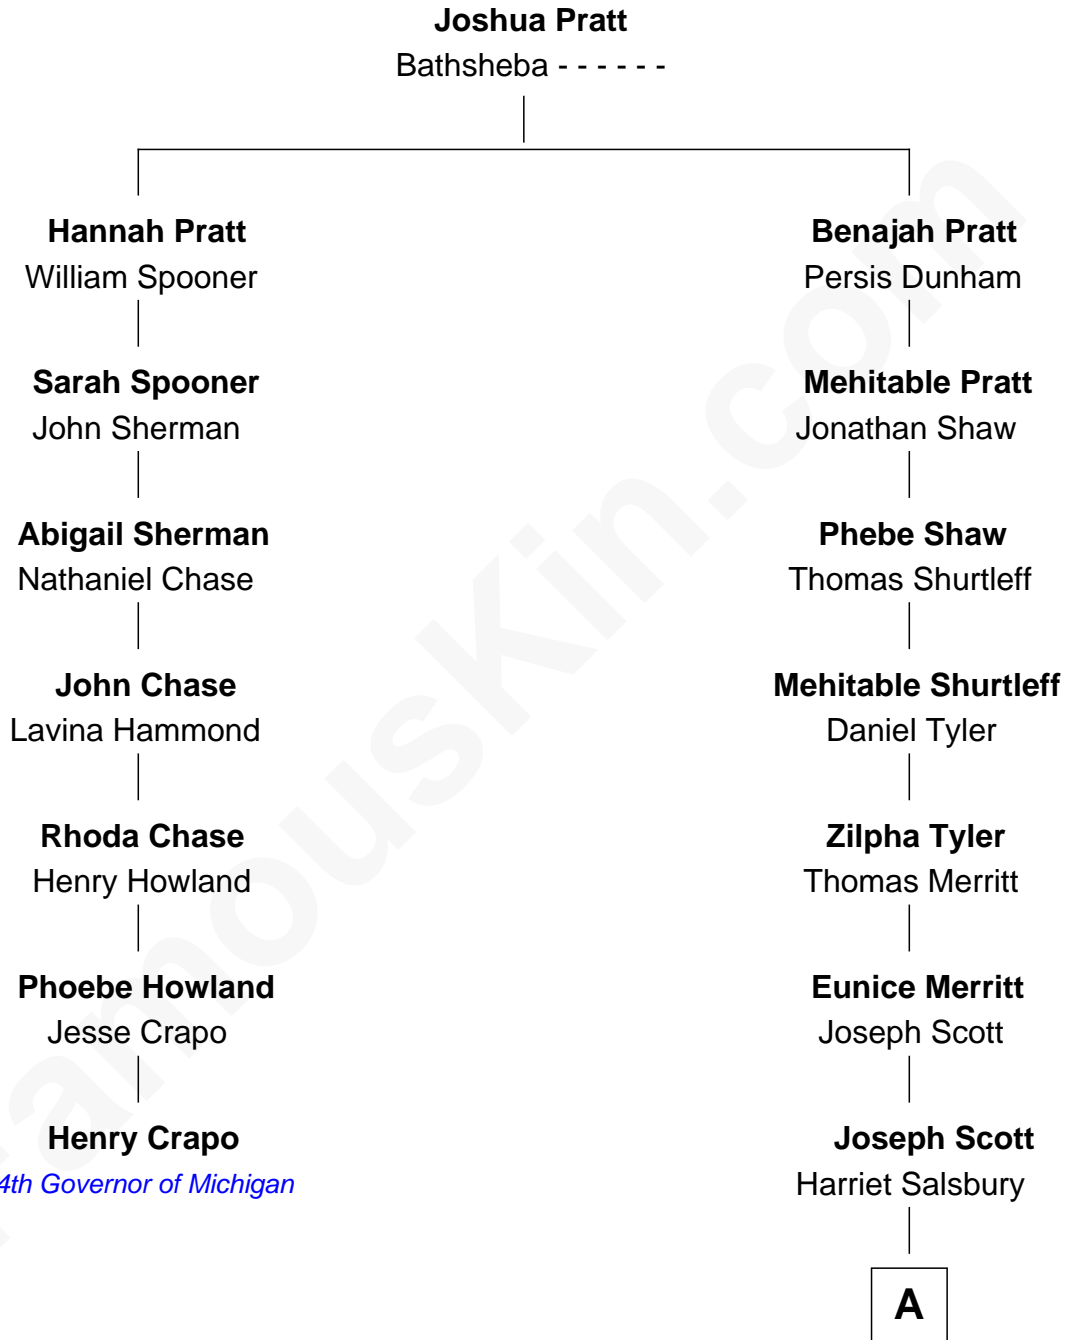 Joshua Pratt
Bathsheba - - - - - -
Hannah Pratt
William Spooner
Benajah Pratt
Persis Dunham
Sarah Spooner
John Sherman
Mehitable Pratt
Jonathan Shaw
Abigail Sherman
Nathaniel Chase
Phebe Shaw
Thomas Shurtleff
John Chase
Lavina Hammond
Mehitable Shurtleff
Daniel Tyler
Rhoda Chase
Henry Howland
Zilpha Tyler
Thomas Merritt
Phoebe Howland
Jesse Crapo
Eunice Merritt
Joseph Scott
Henry Crapo
4th Governor of Michigan
Joseph Scott
Harriet Salsbury
A
FamousKin.com